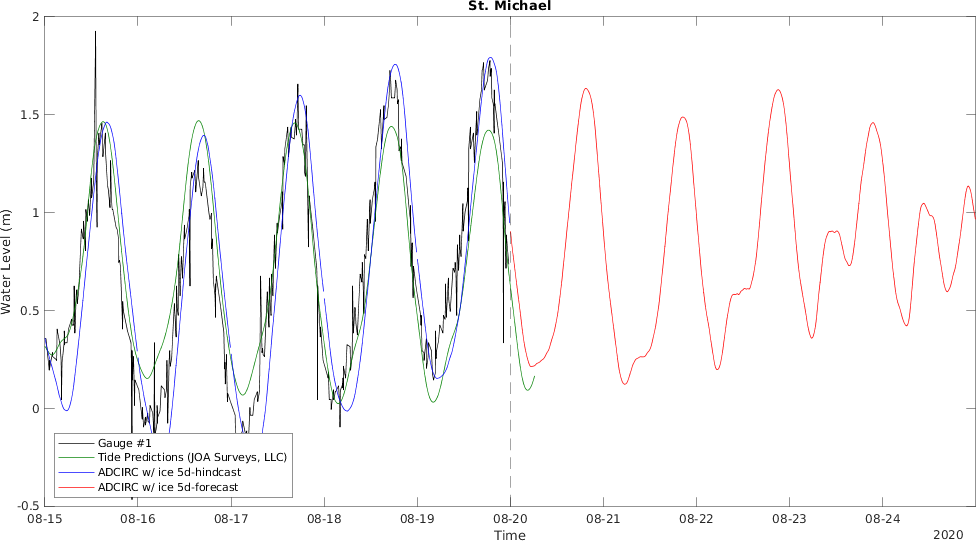 St. Michael
2
1.5
1
0.5
0
-0.5
Water Level (m)
Gauge #1
Tide Predictions (JOA Surveys, LLC)
ADCIRC w/ ice 5d-hindcast
ADCIRC w/ ice 5d-forecast
08-15 08-16 08-17 08-18 08-19 08-20 08-21 08-22 08-23 08-24
Time
2020